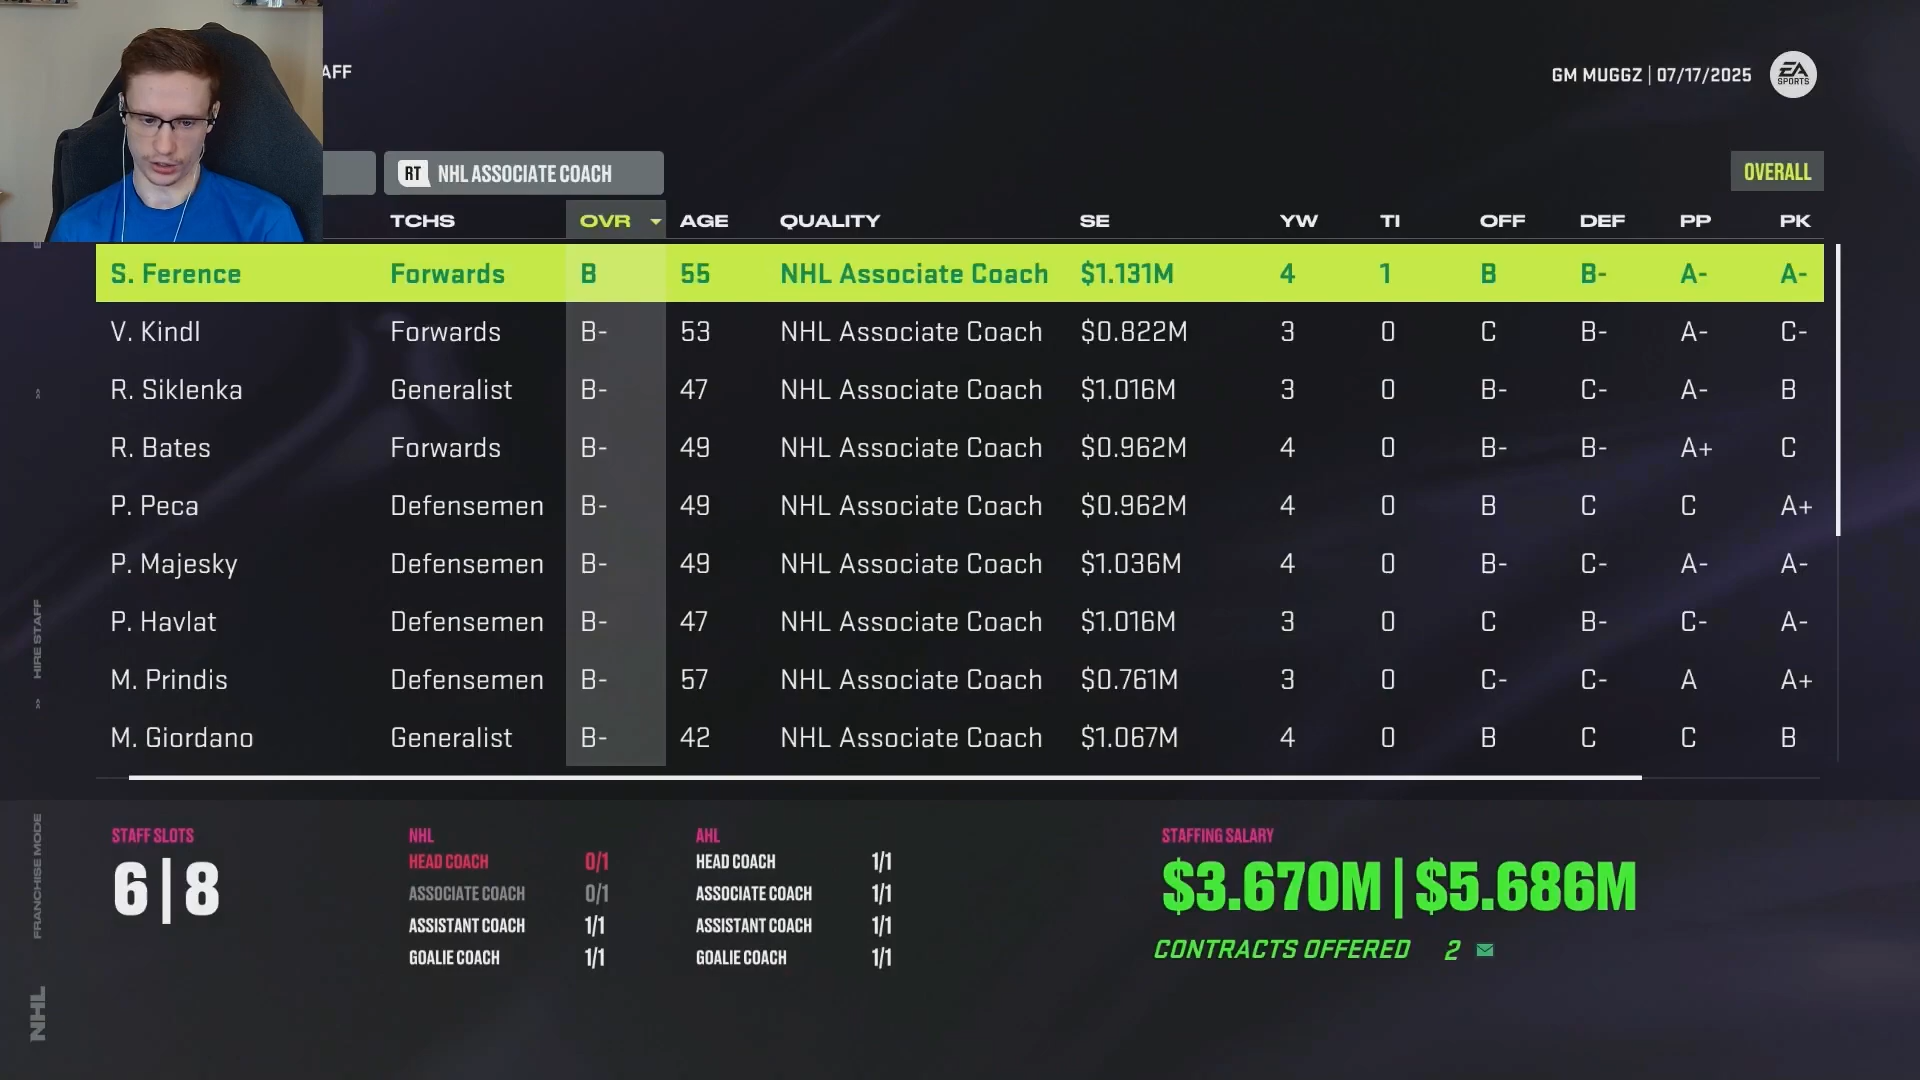 AFF
GM MUGGZ | 07/17/2025
EA SPORTS
RT NHL ASSOCIATE COACH
OVERALL
TCHS OVR AGE QUALITY SE YW TI OFF DEF PP PK
S. Ference Forwards B 55 NHL Associate Coach $1.131M 4 1 B B- A- A-
V. Kindl Forwards B- 53 NHL Associate Coach $0.822M 3 0 C B- A- C-
R. Siklenka Generalist B- 47 NHL Associate Coach $1.016M 3 0 B- C- A- B
R. Bates Forwards B- 49 NHL Associate Coach $0.962M 4 0 B- B- A+ C
P. Peca Defensemen B- 49 NHL Associate Coach $0.962M 4 0 B C C A+
P. Majesky Defensemen B- 49 NHL Associate Coach $1.036M 4 0 B- C- A- A-
P. Havlat Defensemen B- 47 NHL Associate Coach $1.016M 3 0 C B- C- A-
M. Prindis Defensemen B- 57 NHL Associate Coach $0.761M 3 0 C- C- A A+
M. Giordano Generalist B- 42 NHL Associate Coach $1.067M 4 0 B C C B
HIRE STAFF
FRANCHISE MODE
NHL
STAFF SLOTS
6|8
NHL
HEAD COACH 0/1
ASSOCIATE COACH 0/1
ASSISTANT COACH 1/1
GOALIE COACH 1/1
AHL
HEAD COACH 1/1
ASSOCIATE COACH 1/1
ASSISTANT COACH 1/1
GOALIE COACH 1/1
STAFFING SALARY
$3.670M|$5.686M
CONTRACTS OFFERED 2